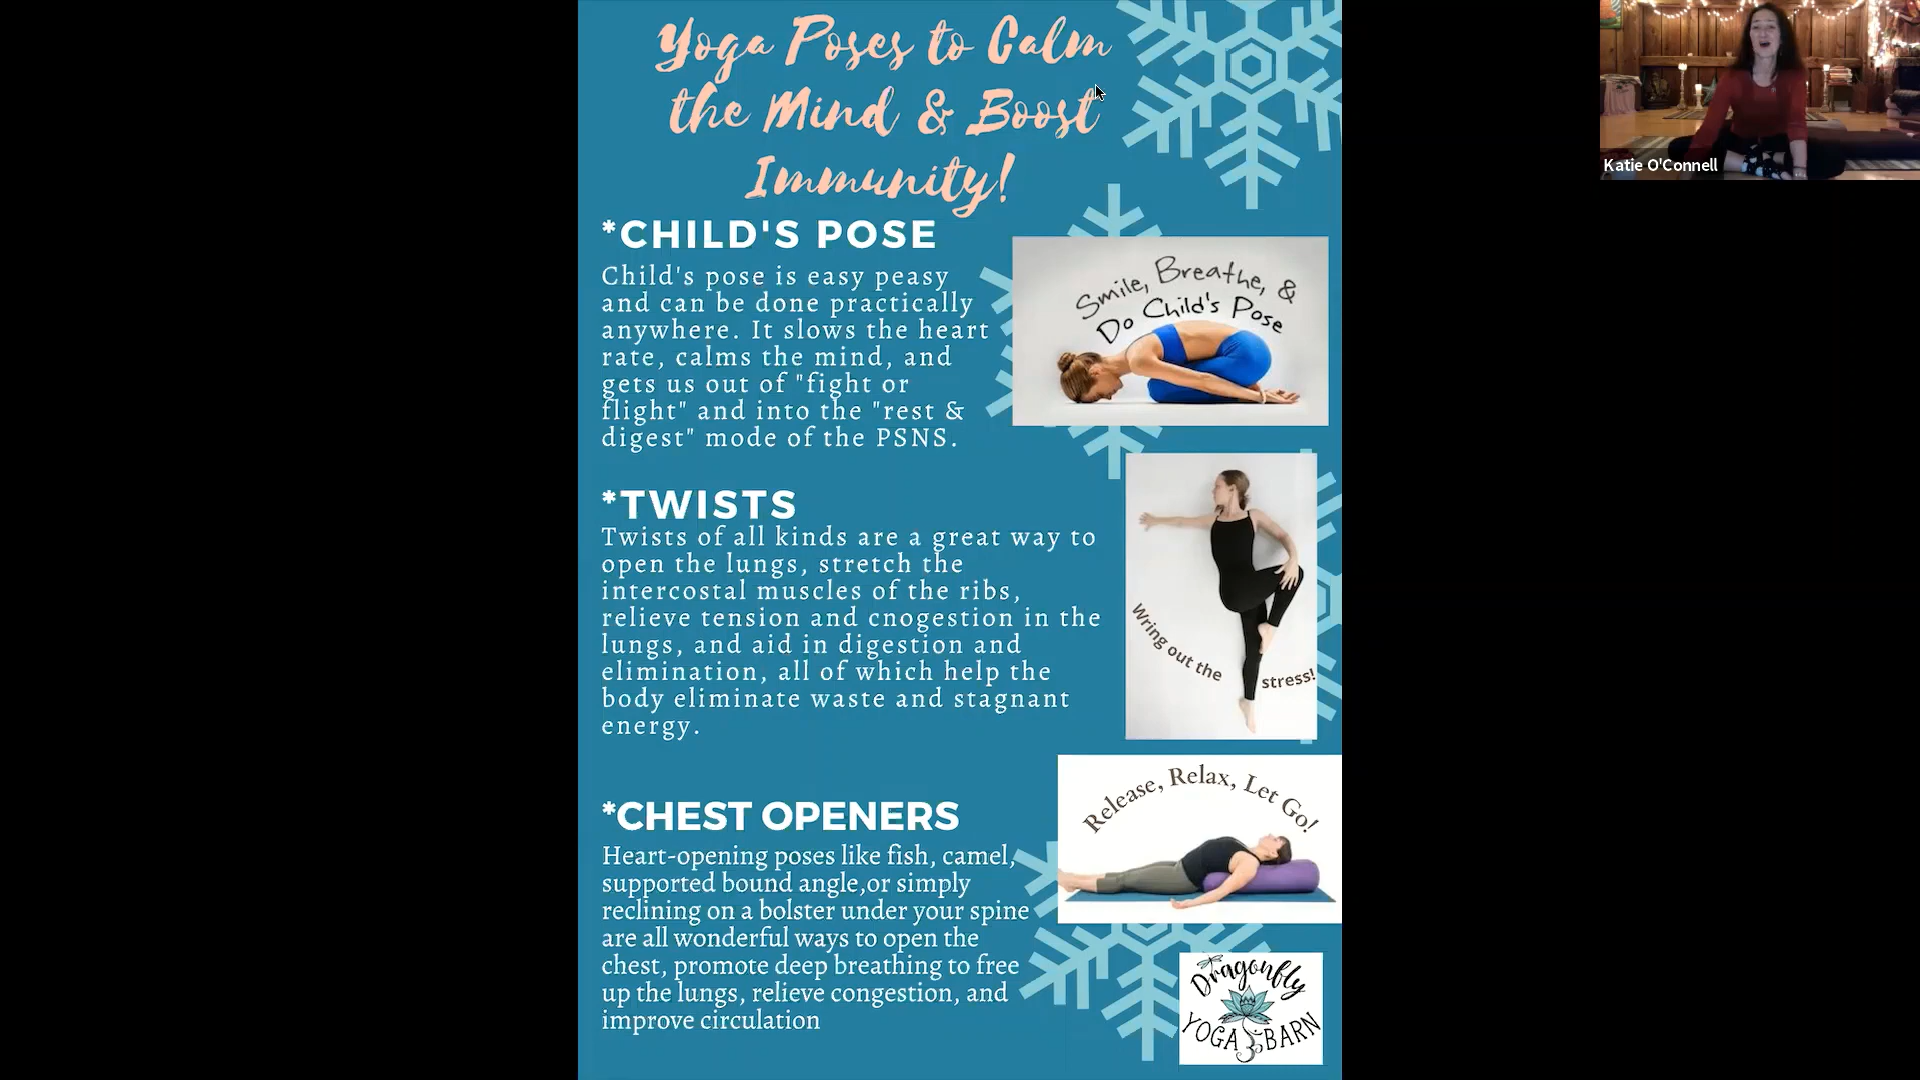 Yoga Poses to Calm
the Mind & Boost
Immunity!
*CHILD'S POSE
Child's pose is easy peasy
and can be done practically
anywhere. It slows the heart
rate, calms the mind, and
gets us out of "fight or
flight" and into the "rest &
digest" mode of the PSNS.
Smile, Breathe, &
Do Child's Pose
*TWISTS
Twists of all kinds are a great way to
open the lungs, stretch the
intercostal muscles of the ribs,
relieve tension and cnogestion in the
lungs, and aid in digestion and
elimination, all of which help the
body eliminate waste and stagnant
energy.
Wring out the stress!
*CHEST OPENERS
Heart-opening poses like fish, camel,
supported bound angle,or simply
reclining on a bolster under your spine
are all wonderful ways to open the
chest, promote deep breathing to free
up the lungs, relieve congestion, and
improve circulation
Release, Relax, Let Go!
Dragonfly
YOGA BARN
Katie O'Connell